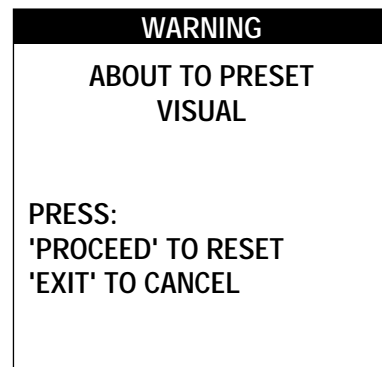 WARNING
ABOUT TO PRESET
VISUAL
PRESS:
'PROCEED' TO RESET
'EXIT' TO CANCEL